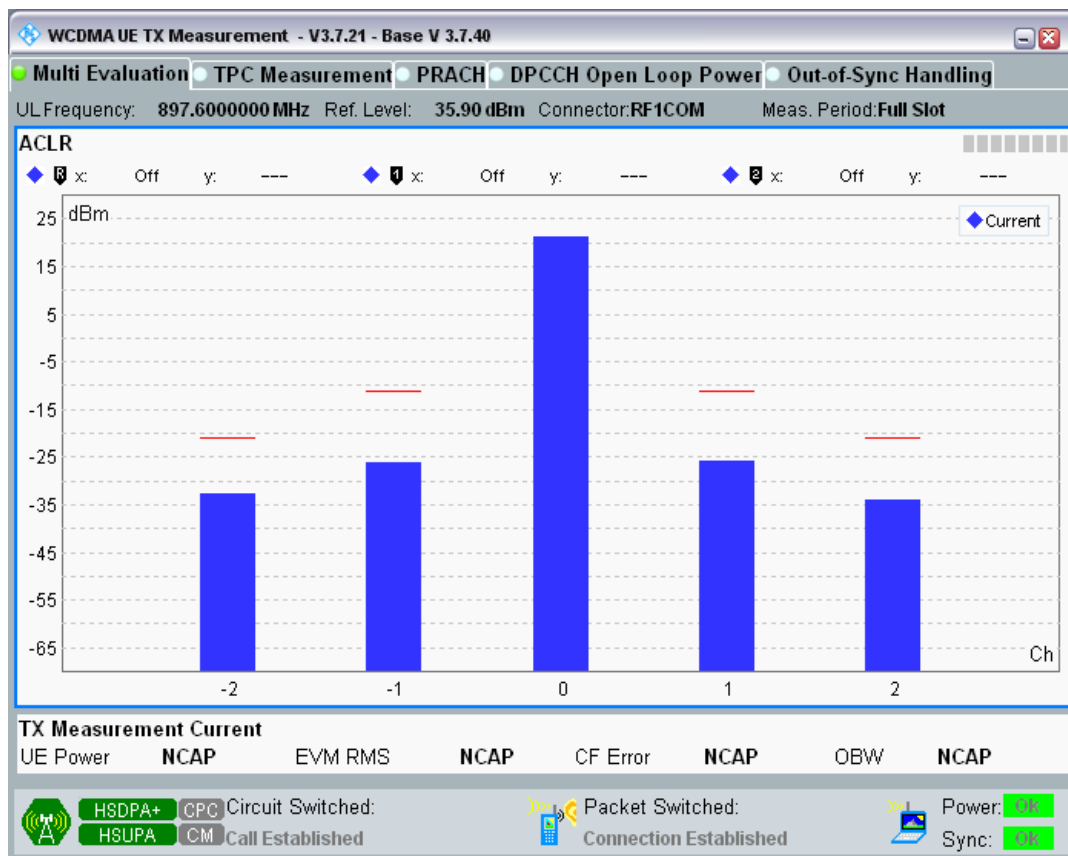 WCDMA UE TX Measurement - V3.7.21 - Base V 3.7.40
Multi Evaluation TPC Measurement PRACH DPCCH Open Loop Power Out-of-Sync Handling
UL Frequency: 897.6000000 MHz Ref. Level: 35.90 dBm Connector:RF1COM Meas. Period:Full Slot
ACLR
R x: Off y: --- 1 x: Off y: --- 2 x: Off y: ---
dBm
Current
25
15
5
-5
-15
-25
-35
-45
-55
-65
Ch
-2 -1 0 1 2
TX Measurement Current
UE Power NCAP EVM RMS NCAP CF Error NCAP OBW NCAP
HSDPA+ CPC Circuit Switched: Packet Switched: Power: OK
HSUPA CM Call Established Connection Established Sync: OK